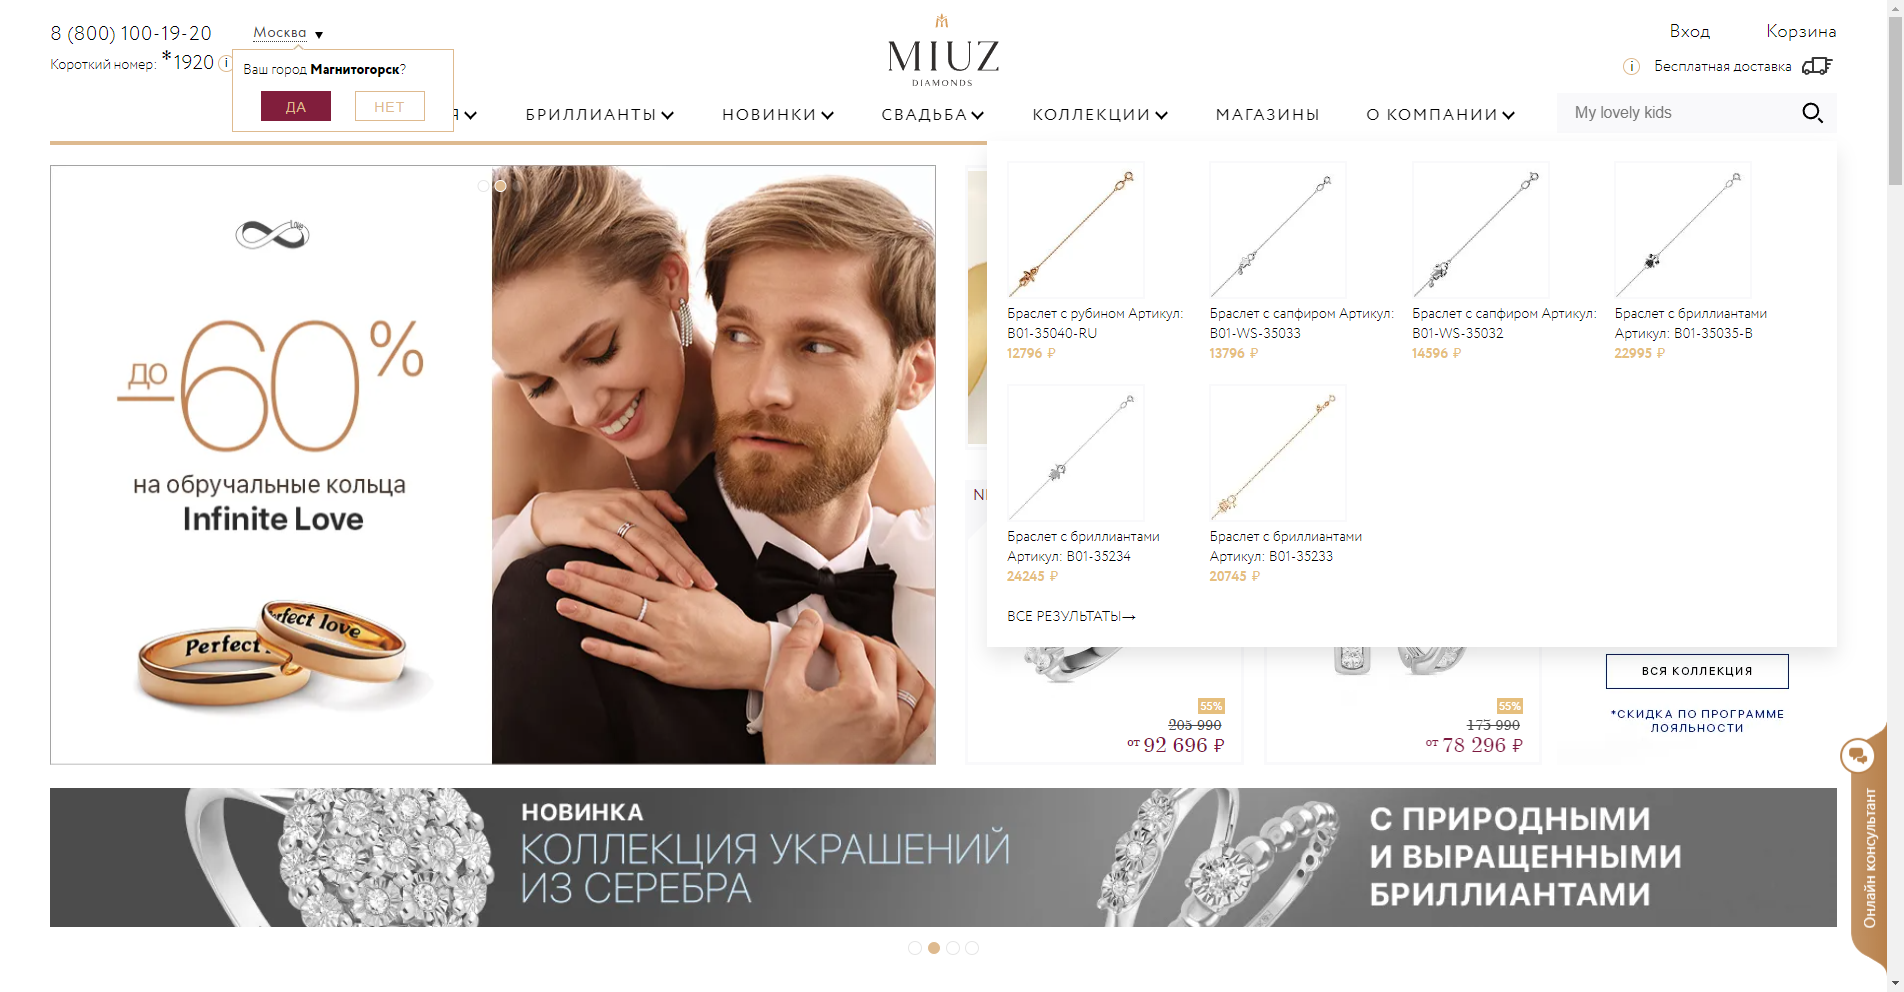 8 (800) 100-19-20
Москва ▼
Короткий номер: *1920 i
Ваш город Магнитогорск?
ДА
НЕТ
MIUZ
DIAMONDS
Вход
Корзина
i Бесплатная доставка
Я
БРИЛЛИАНТЫ
НОВИНКИ
СВАДЬБА
КОЛЛЕКЦИИ
МАГАЗИНЫ
О КОМПАНИИ
My lovely kids
Love
до 60%
на обручальные кольца
Infinite Love
Perfect
Perfect love
Браслет с рубином Артикул:
B01-35040-RU
12796 ₽
Браслет с сапфиром Артикул:
B01-WS-35033
13796 ₽
Браслет с сапфиром Артикул:
B01-WS-35032
14596 ₽
Браслет с бриллиантами
Артикул: B01-35035-B
22995 ₽
Браслет с бриллиантами
Артикул: B01-35234
24245 ₽
Браслет с бриллиантами
Артикул: B01-35233
20745 ₽
ВСЕ РЕЗУЛЬТАТЫ→
55%
205 990
от 92 696 ₽
55%
173 990
от 78 296 ₽
ВСЯ КОЛЛЕКЦИЯ
*СКИДКА ПО ПРОГРАММЕ
ЛОЯЛЬНОСТИ
НОВИНКА
КОЛЛЕКЦИЯ УКРАШЕНИЙ
ИЗ СЕРЕБРА
С ПРИРОДНЫМИ
И ВЫРАЩЕННЫМИ
БРИЛЛИАНТАМИ
Онлайн консультант